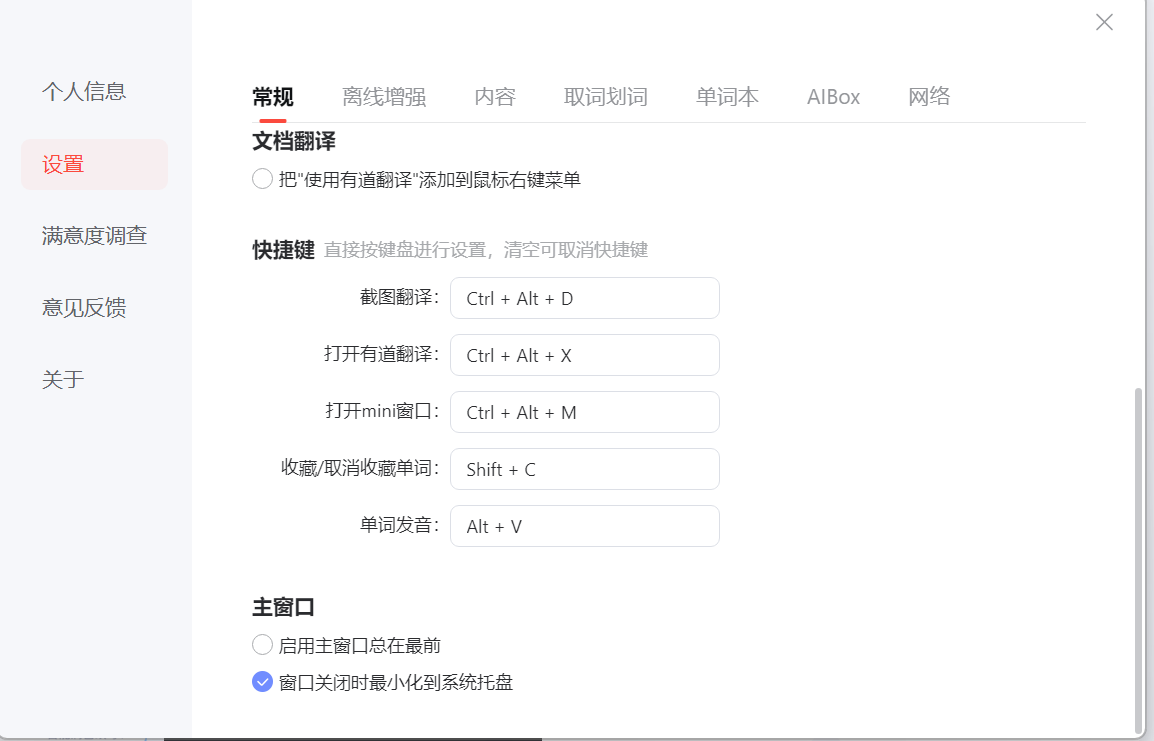 个人信息
设置
满意度调查
意见反馈
关于
常规 离线增强 内容 取词划词 单词本 AIBox 网络
文档翻译
把"使用有道翻译"添加到鼠标右键菜单
快捷键 直接按键盘进行设置，清空可取消快捷键
截图翻译： Ctrl + Alt + D
打开有道翻译： Ctrl + Alt + X
打开mini窗口： Ctrl + Alt + M
收藏/取消收藏单词： Shift + C
单词发音： Alt + V
主窗口
启用主窗口总在最前
窗口关闭时最小化到系统托盘